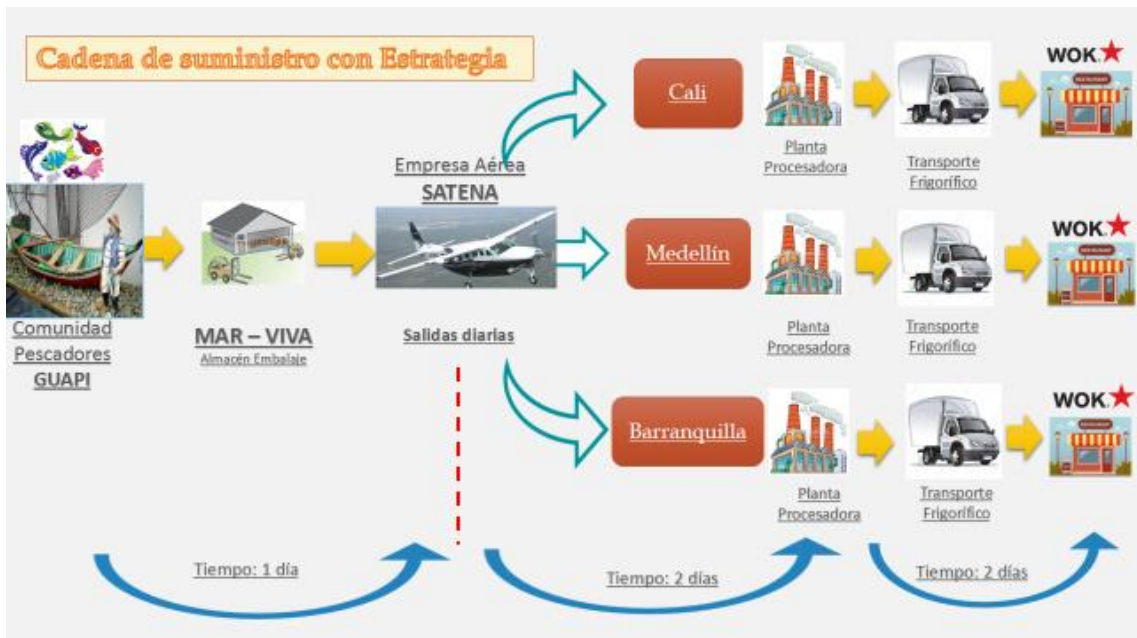 Cadena de suministro con Estrategia
Comunidad
Pescadores
GUAPI
MAR – VIVA
Almacén Embalaje
Empresa Aérea
SATENA
Salidas diarias
Cali
Planta
Procesadora
Transporte
Frigorífico
WOK
Medellín
Planta
Procesadora
Transporte
Frigorífico
WOK
Barranquilla
Planta
Procesadora
Transporte
Frigorífico
WOK
Tiempo: 1 día
Tiempo: 2 días
Tiempo: 2 días